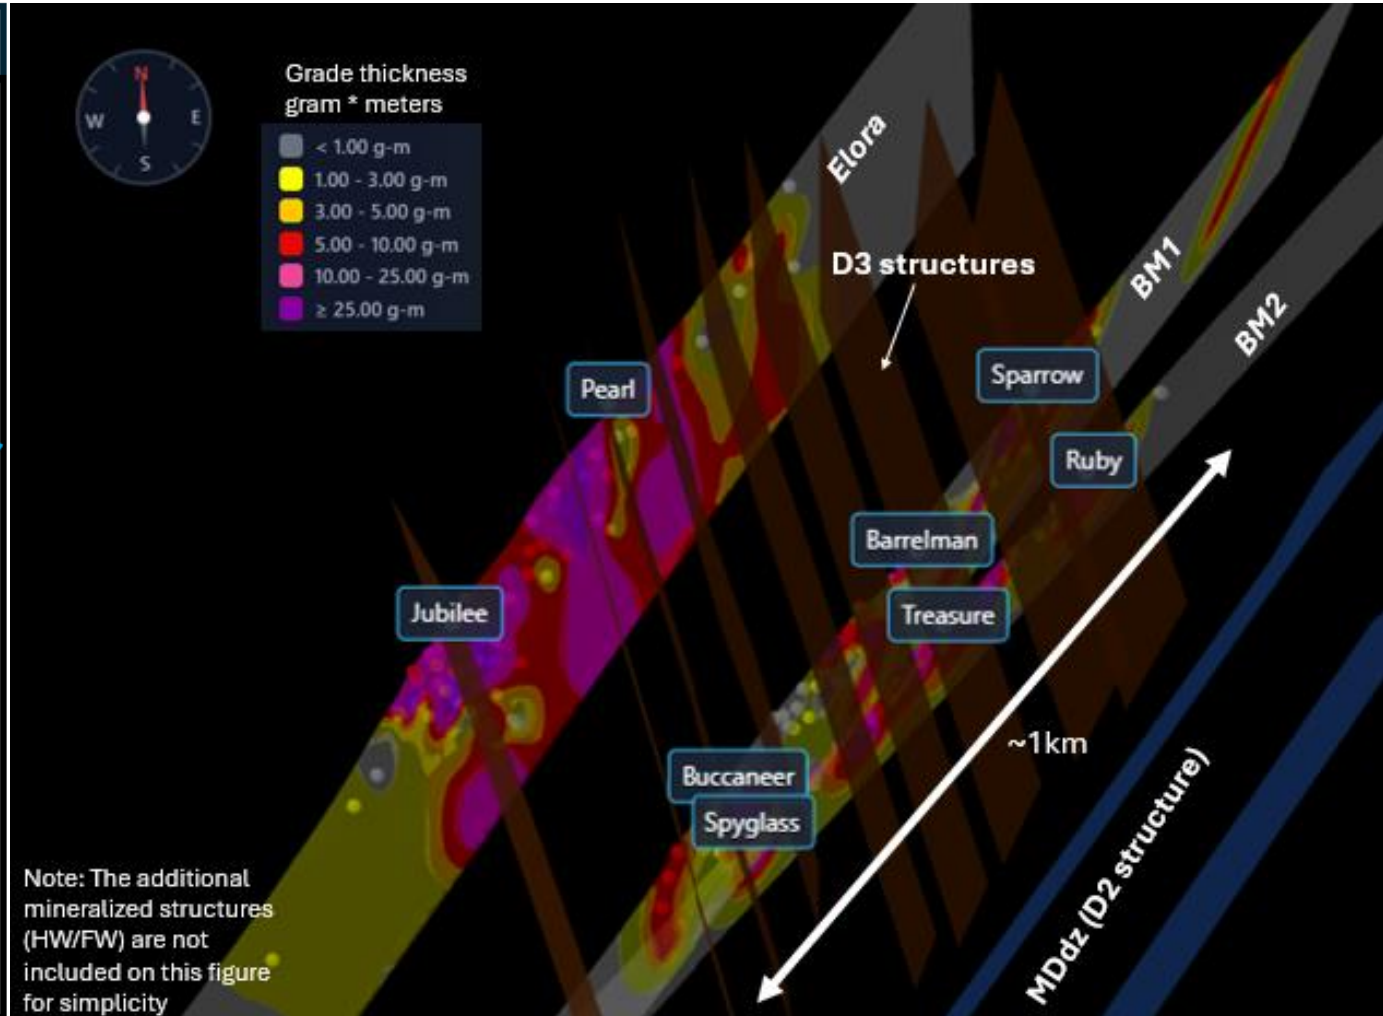 N
W
E
S
Grade thickness
gram * meters
< 1.00 g-m
1.00 - 3.00 g-m
3.00 - 5.00 g-m
5.00 - 10.00 g-m
10.00 - 25.00 g-m
≥ 25.00 g-m
Elora
D3 structures
BM1
BM2
Pearl
Sparrow
Ruby
Barrelman
Jubilee
Treasure
~1km
Buccaneer
Spyglass
MDdz (D2 structure)
Note: The additional
mineralized structures
(HW/FW) are not
included on this figure
for simplicity